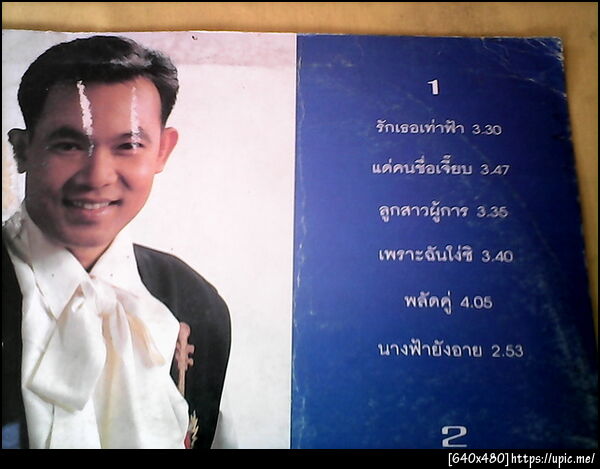 1
รักเธอเท่าฟ้า 3.30
แด่คนชื่อเจี๊ยบ 3.47
ลูกสาวผู้การ 3.35
เพราะฉันโง่ซิ 3.40
พลัดคู่ 4.05
นางฟ้ายังอาย 2.53
2
[640x480]https://upic.me/